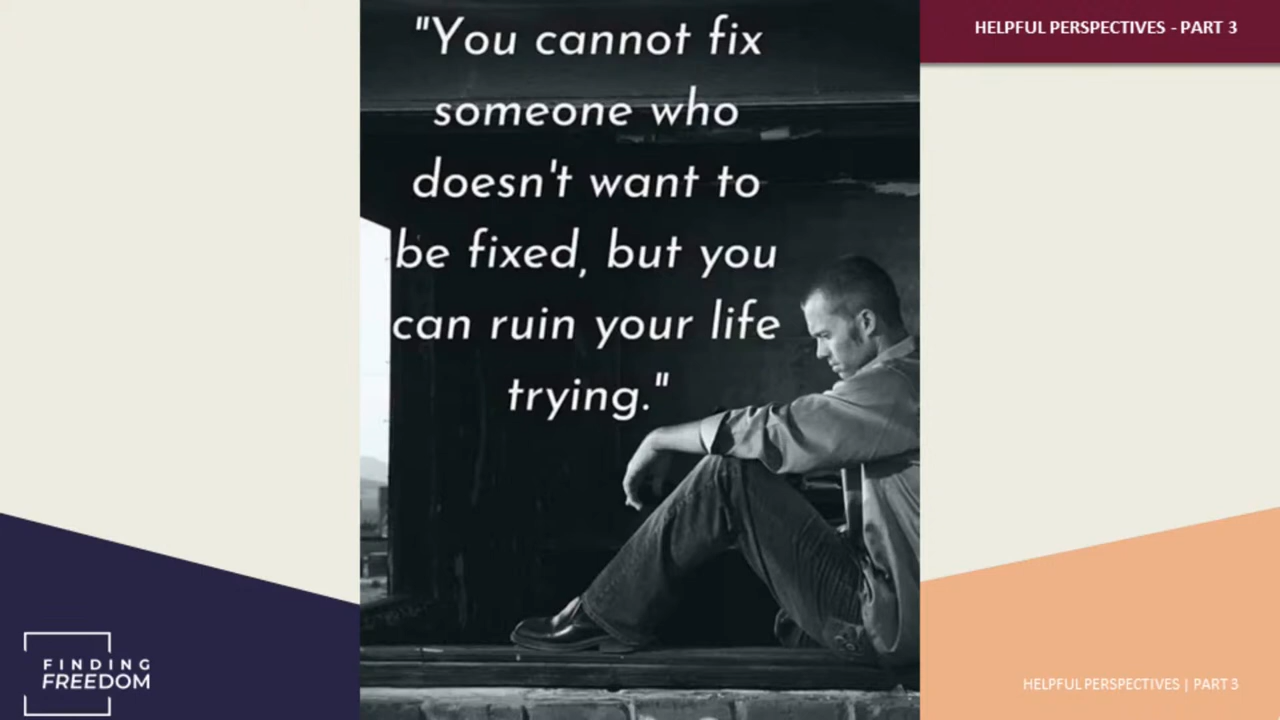 HELPFUL PERSPECTIVES - PART 3
"You cannot fix
someone who
doesn't want to
be fixed, but you
can ruin your life
trying."
FINDING
FREEDOM
HELPFUL PERSPECTIVES | PART 3